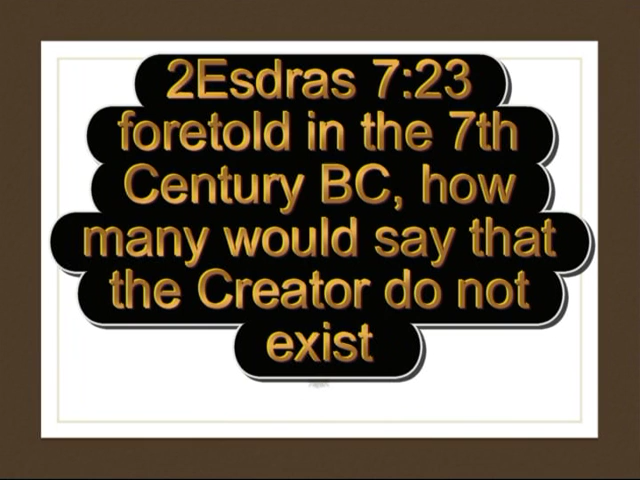 2Esdras 7:23
foretold in the 7th
Century BC, how
many would say that
the Creator do not
exist